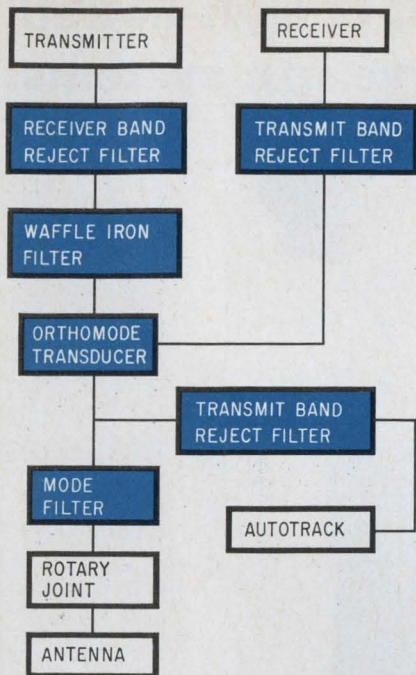 TRANSMITTER
RECEIVER
RECEIVER BAND
REJECT FILTER
TRANSMIT BAND
REJECT FILTER
WAFFLE IRON
FILTER
ORTHOMODE
TRANSDUCER
TRANSMIT BAND
REJECT FILTER
MODE
FILTER
AUTOTRACK
ROTARY
JOINT
ANTENNA